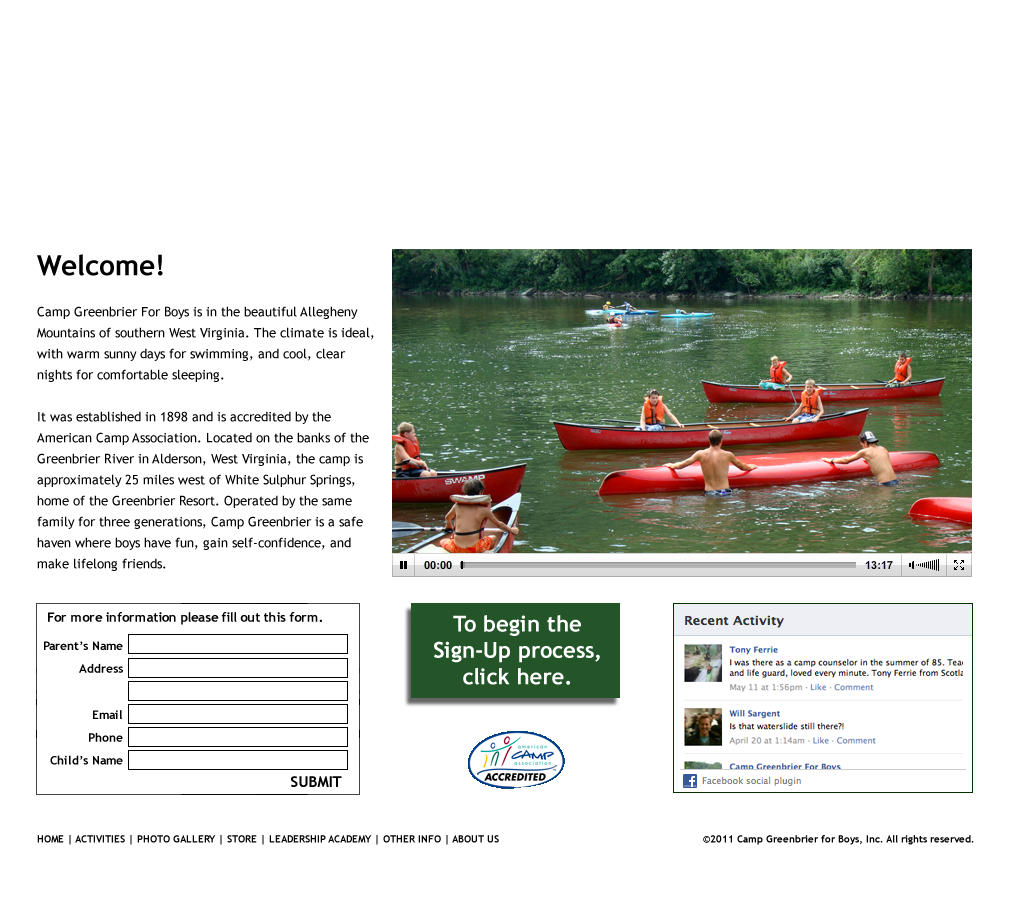 Welcome!
Camp Greenbrier For Boys is in the beautiful Allegheny
Mountains of southern West Virginia. The climate is ideal,
with warm sunny days for swimming, and cool, clear
nights for comfortable sleeping.
It was established in 1898 and is accredited by the
American Camp Association. Located on the banks of the
Greenbrier River in Alderson, West Virginia, the camp is
approximately 25 miles west of White Sulphur Springs,
home of the Greenbrier Resort. Operated by the same
family for three generations, Camp Greenbrier is a safe
haven where boys have fun, gain self-confidence, and
make lifelong friends.
SWAMP
00:00 13:17
For more information please fill out this form.
Parent's Name
Address
Email
Phone
Child's Name
SUBMIT
To begin the
Sign-Up process,
click here.
american
CAMP
association
ACCREDITED
Recent Activity
Tony Ferrie
I was there as a camp counselor in the summer of 85.
and life guard, loved every minute. Tony Ferrie from
May 11 at 1:56pm · Like · Comment
Will Sargent
Is that waterslide still there?!
April 20 at 1:14am · Like · Comment
Camp Greenbrier For Boys
Facebook social plugin
HOME | ACTIVITIES | PHOTO GALLERY | STORE | LEADERSHIP ACADEMY | OTHER INFO | ABOUT US
©2011 Camp Greenbrier for Boys, Inc. All rights reserved.